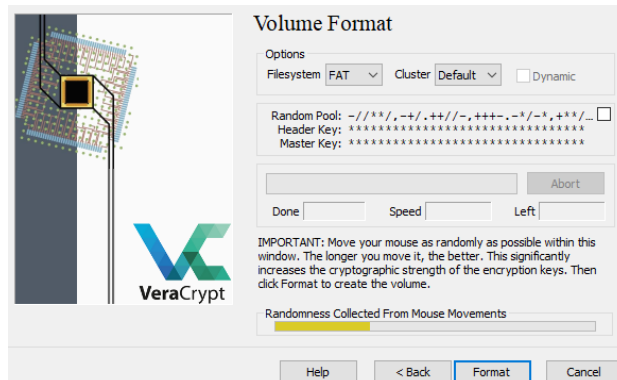 Volume Format
Options
Filesystem FAT Cluster Default Dynamic
Random Pool: -//**/,-+/.++//-,+++-.-*/-*,+**/...
Header Key: ********************************
Master Key: ********************************
Abort
Done Speed Left
IMPORTANT: Move your mouse as randomly as possible within this
window. The longer you move it, the better. This significantly
increases the cryptographic strength of the encryption keys. Then
click Format to create the volume.
VeraCrypt
Randomness Collected From Mouse Movements
Help < Back Format Cancel